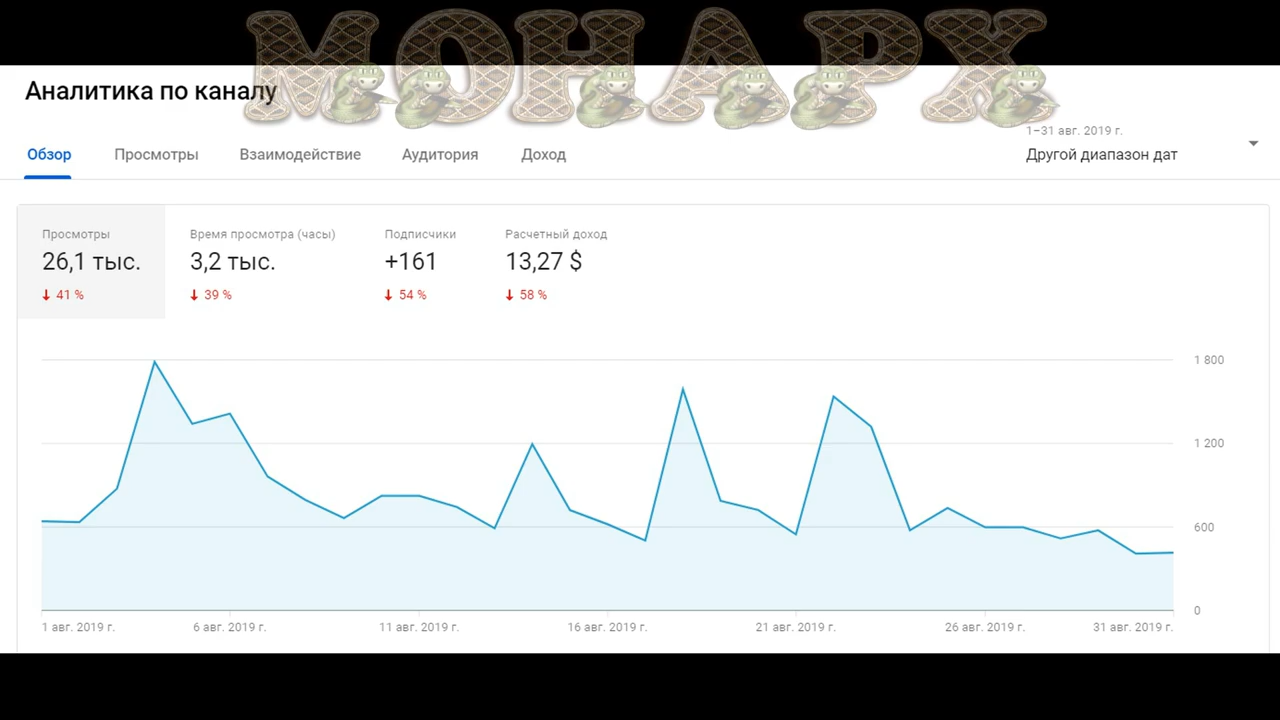 МОНАРХ
Аналитика по каналу
1–31 авг. 2019 г.
Обзор Просмотры Взаимодействие Аудитория Доход Другой диапазон дат
Просмотры Время просмотра (часы) Подписчики Расчетный доход
26,1 тыс. 3,2 тыс. +161 13,27 $
41 % 39 % 54 % 58 %
1 800
1 200
600
0
1 авг. 2019 г. 6 авг. 2019 г. 11 авг. 2019 г. 16 авг. 2019 г. 21 авг. 2019 г. 26 авг. 2019 г. 31 авг. 2019 г.